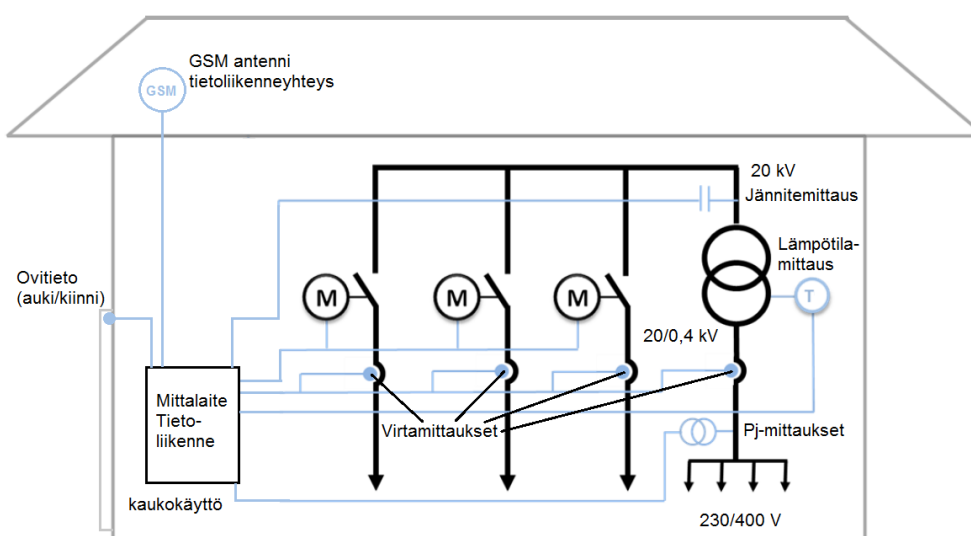 GSM antenni
tietoliikenneyhteys
GSM
20 kV
Jännitemittaus
Lämpötila-
mittaus
Ovitieto
(auki/kiinni)
M
M
M
T
20/0,4 kV
Mittalaite
Tieto-
liikenne
Virtamittaukset
Pj-mittaukset
kaukokäyttö
230/400 V